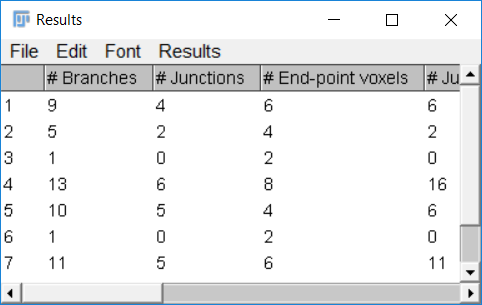 Results
File Edit Font Results
# Branches # Junctions # End-point voxels # Ju
1 9 4 6 6
2 5 2 4 2
3 1 0 2 0
4 13 6 8 16
5 10 5 4 6
6 1 0 2 0
7 11 5 6 11